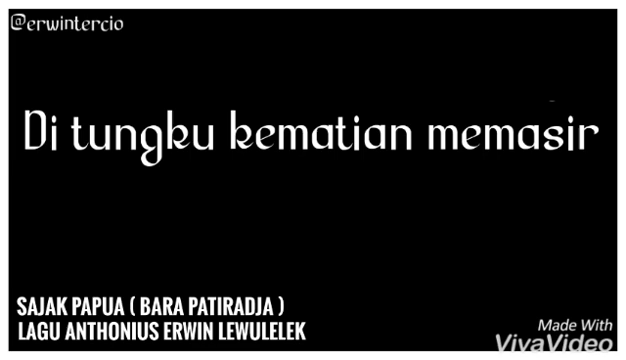 @erwintercio
Di tungku kematian memasir
SAJAK PAPUA ( BARA PATIRADJA )
LAGU ANTHONIUS ERWIN LEWULELEK
Made With
VivaVideo